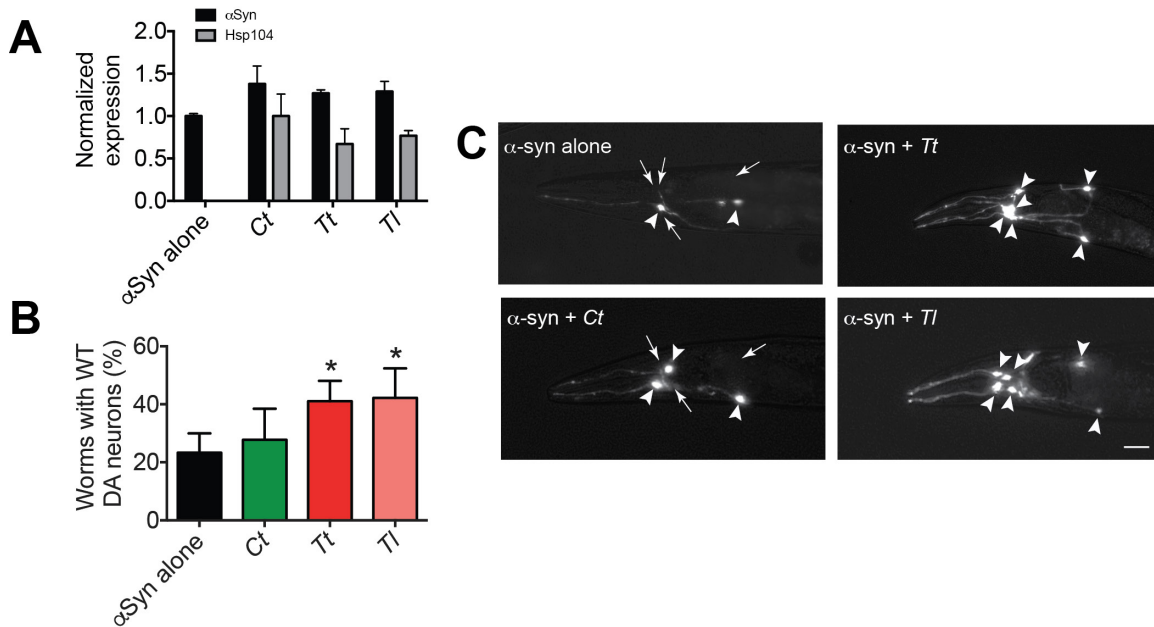 A
αSyn
Hsp104
Normalized
expression
2.0
1.5
1.0
0.5
0.0
αSyn alone
Ct
Tt
Tl
B
Worms with WT
DA neurons (%)
60
40
20
0
*
*
αSyn alone
Ct
Tt
Tl
C
α-syn alone
α-syn + Tt
α-syn + Ct
α-syn + Tl